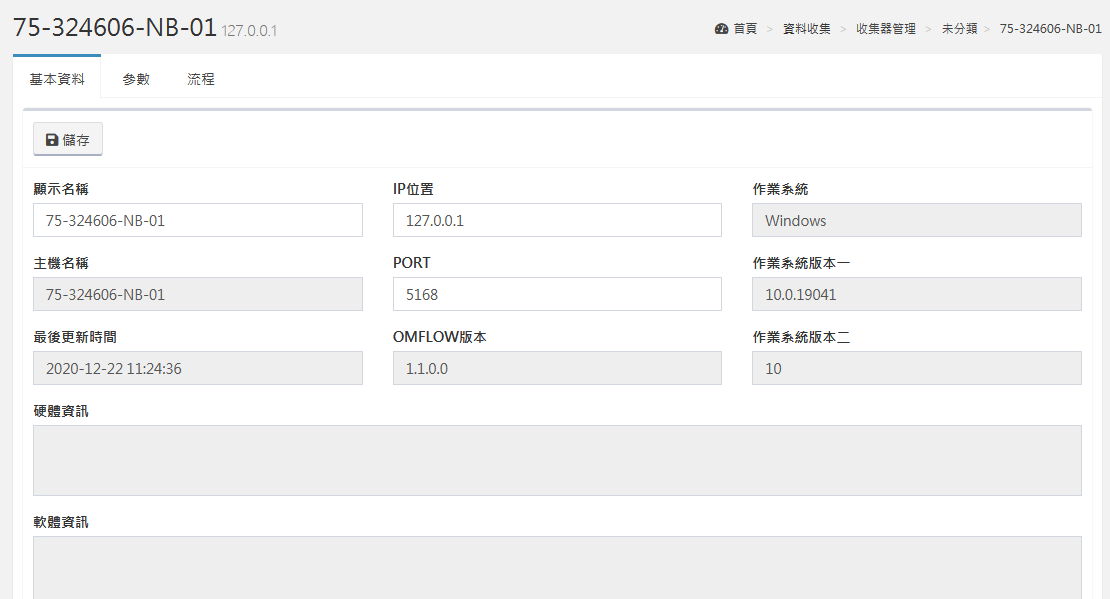 75-324606-NB-01 127.0.0.1
首頁 > 資料收集 > 收集器管理 > 未分類 > 75-324606-NB-01
基本資料 參數 流程
儲存
顯示名稱 IP位置 作業系統
75-324606-NB-01 127.0.0.1 Windows
主機名稱 PORT 作業系統版本一
75-324606-NB-01 5168 10.0.19041
最後更新時間 OMFLOW版本 作業系統版本二
2020-12-22 11:24:36 1.1.0.0 10
硬體資訊
軟體資訊